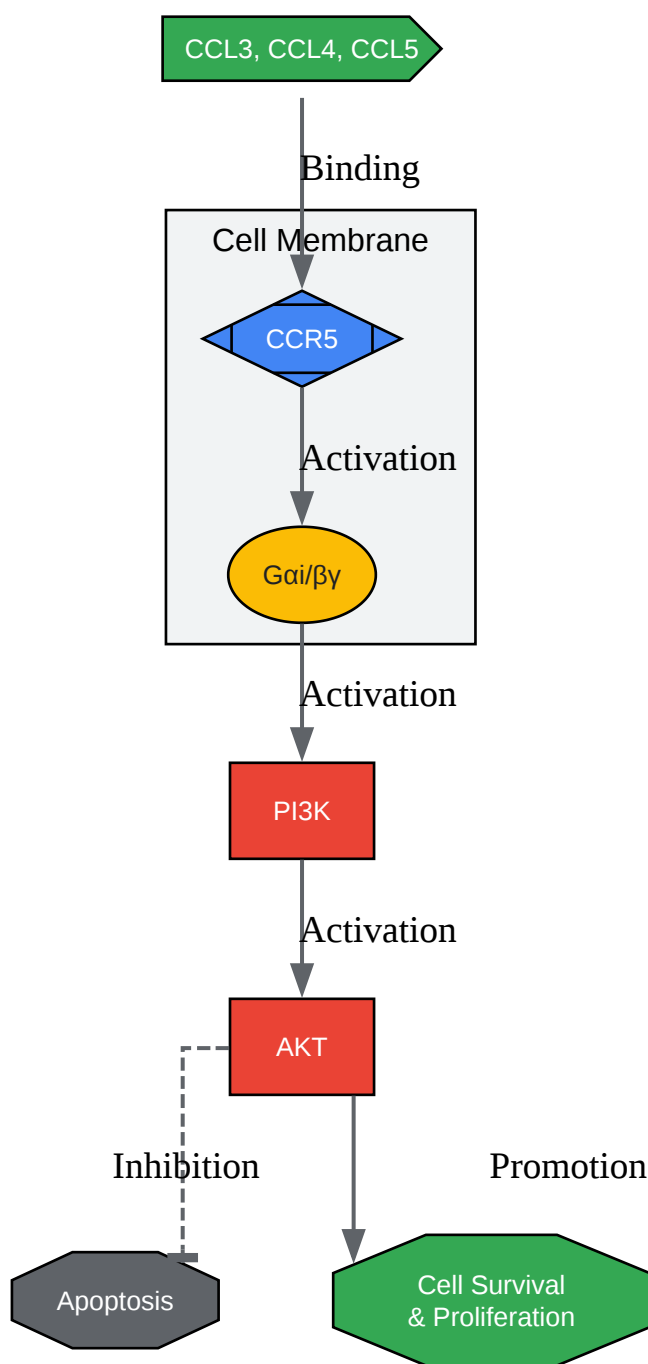 CCL3, CCL4, CCL5
Binding
Cell Membrane
CCR5
Activation
Gαi/βγ
Activation
PI3K
Activation
AKT
Inhibition
Promotion
Apoptosis
Cell Survival
& Proliferation